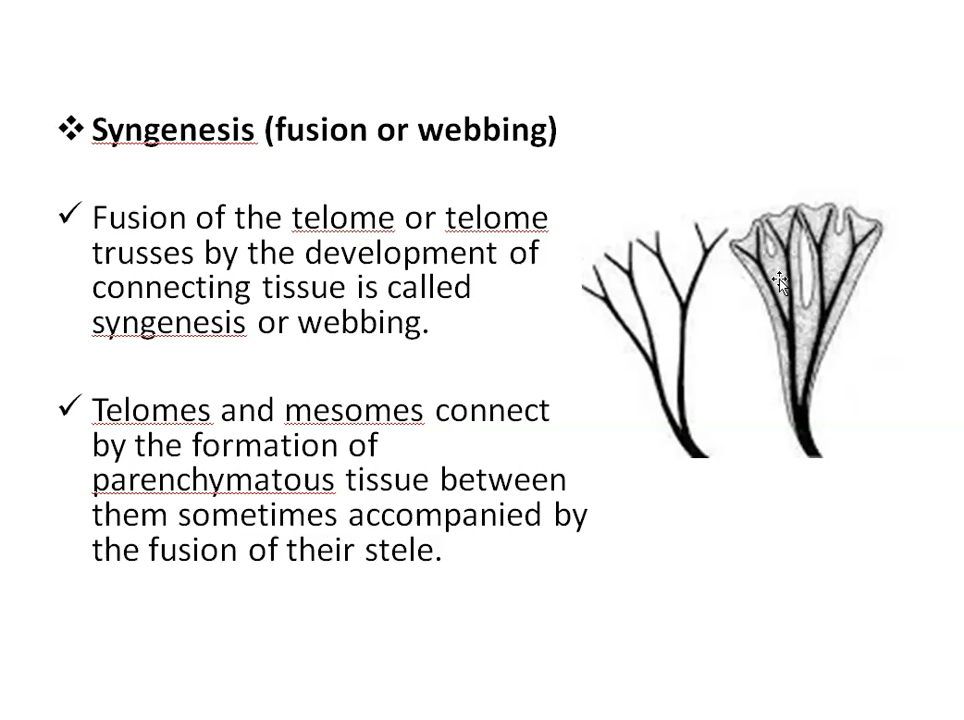 Syngenesis (fusion or webbing)
Fusion of the telome or telome
trusses by the development of
connecting tissue is called
syngenesis or webbing.
Telomes and mesomes connect
by the formation of
parenchymatous tissue between
them sometimes accompanied by
the fusion of their stele.